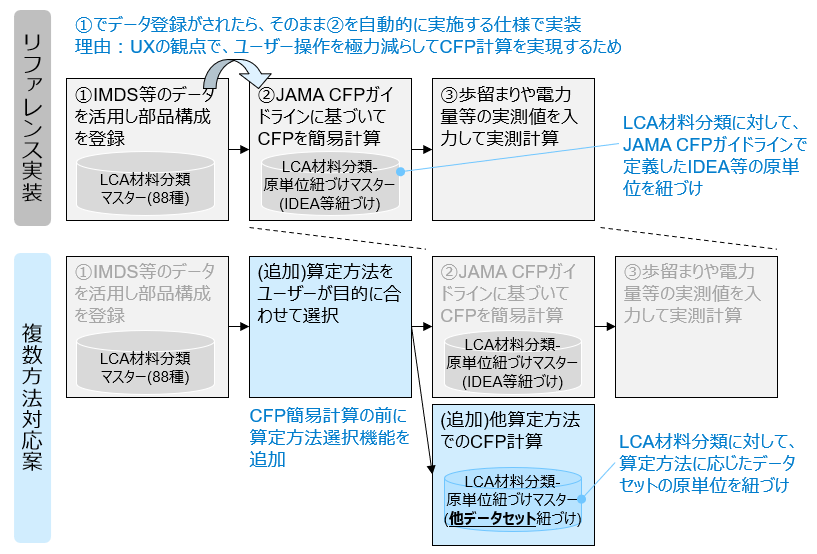 ①でデータ登録がされたら、そのまま②を自動的に実施する仕様で実装
理由：UXの観点で、ユーザー操作を極力減らしてCFP計算を実現するため
リファレンス実装
①IMDS等のデータ
を活用し部品構成
を登録
LCA材料分類
マスター(88種)
②JAMA CFPガイ
ドラインに基づいて
CFPを簡易計算
LCA材料分類-
原単位紐づけマスター
(IDEA等紐づけ)
③歩留まりや電力
量等の実測値を入
力して実測計算
LCA材料分類に対して、
JAMA CFPガイドラインで
定義したIDEA等の原単
位を紐づけ
複数方法対応案
①IMDS等のデータ
を活用し部品構成
を登録
LCA材料分類
マスター(88種)
(追加)算定方法を
ユーザーが目的に合
わせて選択
CFP簡易計算の前に
算定方法選択機能を
追加
②JAMA CFPガイ
ドラインに基づいて
CFPを簡易計算
LCA材料分類-
原単位紐づけマスター
(IDEA等紐づけ)
③歩留まりや電力
量等の実測値を入
力して実測計算
(追加)他算定方法
でのCFP計算
LCA材料分類-
原単位紐づけマスター
(他データセット紐づけ)
LCA材料分類に対して、
算定方法に応じたデータ
セットの原単位を紐づけ